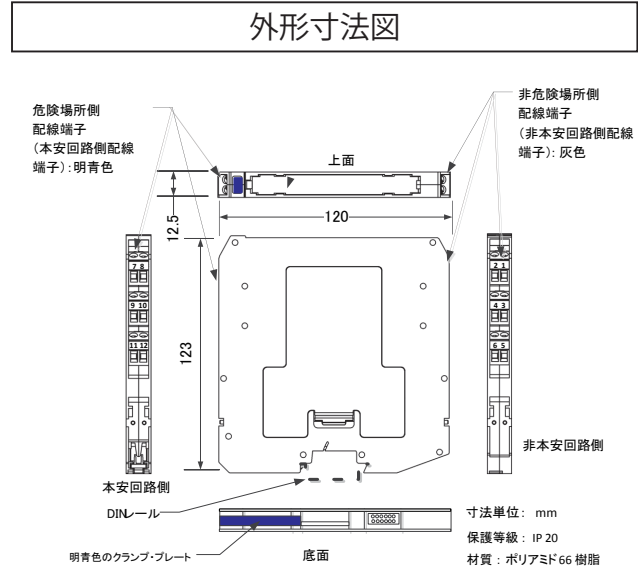 外形寸法図
危険場所側
配線端子
(本安回路側配線
端子):明青色
非危険場所側
配線端子
(非本安回路側配線
端子): 灰色
上面
12.5
120
123
7 8
9 10
11 12
2 1
4 3
6 5
本安回路側
非本安回路側
DINレール
明青色のクランプ・プレート
底面
寸法単位: mm
保護等級 : IP 20
材質 : ポリアミド66 樹脂